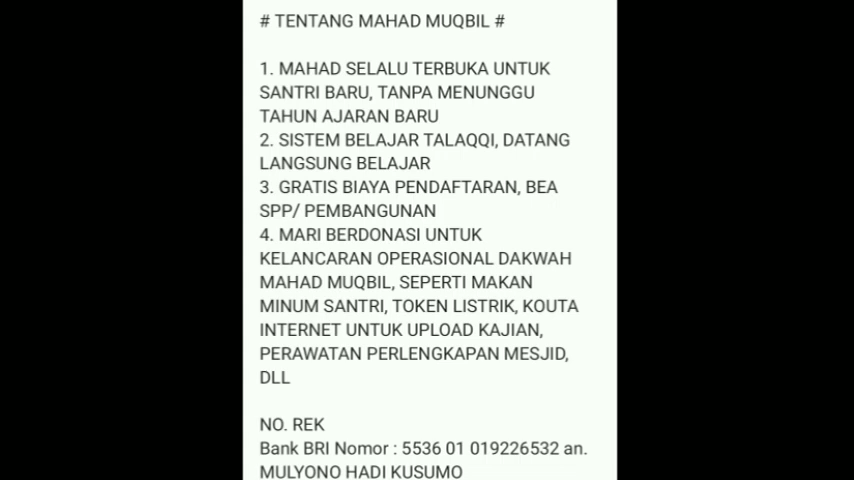 # TENTANG MAHAD MUQBIL #
1. MAHAD SELALU TERBUKA UNTUK
SANTRI BARU, TANPA MENUNGGU
TAHUN AJARAN BARU
2. SISTEM BELAJAR TALAQQI, DATANG
LANGSUNG BELAJAR
3. GRATIS BIAYA PENDAFTARAN, BEA
SPP/ PEMBANGUNAN
4. MARI BERDONASI UNTUK
KELANCARAN OPERASIONAL DAKWAH
MAHAD MUQBIL, SEPERTI MAKAN
MINUM SANTRI, TOKEN LISTRIK, KOUTA
INTERNET UNTUK UPLOAD KAJIAN,
PERAWATAN PERLENGKAPAN MESJID,
DLL
NO. REK
Bank BRI Nomor : 5536 01 019226532 an.
MULYONO HADI KUSUMO